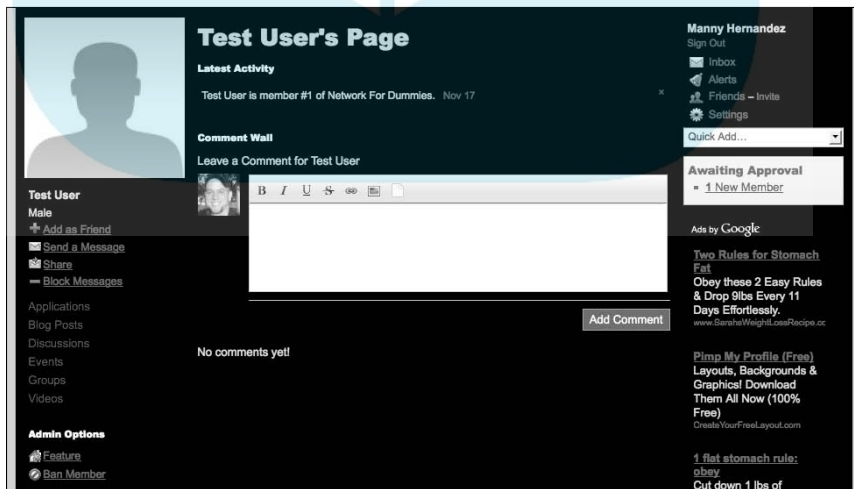 Test User's Page
Latest Activity
Test User is member #1 of Network For Dummies. Nov 17
×
Comment Wall
Leave a Comment for Test User
B I U S
Add Comment
No comments yet!
Test User
Male
Add as Friend
Send a Message
Share
Block Messages
Applications
Blog Posts
Discussions
Events
Groups
Videos
Admin Options
Feature
Ban Member
Manny Hernandez
Sign Out
Inbox
Alerts
Friends – Invite
Settings
Quick Add...
Awaiting Approval
1 New Member
Ads by Google
Two Rules for Stomach
Fat
Obey these 2 Easy Rules
& Drop 9lbs Every 11
Days Effortlessly.
www.SarahsWeightLossRecipe.cc
Pimp My Profile (Free)
Layouts, Backgrounds &
Graphics! Download
Them All Now (100%
Free)
CreateYourFreeLayout.com
1 flat stomach rule:
obey
Cut down 1 lbs of